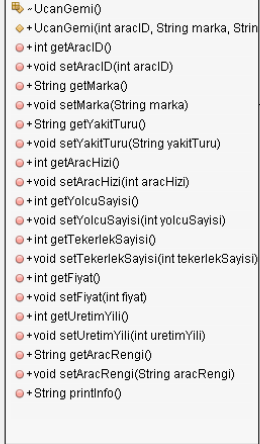 ~UcanGemi()
+UcanGemi(int aracID, String marka, Strin
+int getAracID()
+void setAracID(int aracID)
+String getMarka()
+void setMarka(String marka)
+String getYakitTuru()
+void setYakitTuru(String yakitTuru)
+int getAracHizi()
+void setAracHizi(int aracHizi)
+int getYolcuSayisi()
+void setYolcuSayisi(int yolcuSayisi)
+int getTekerlekSayisi()
+void setTekerlekSayisi(int tekerlekSayisi)
+int getFiyat()
+void setFiyat(int fiyat)
+int getUretimYili()
+void setUretimYili(int uretimYili)
+String getAracRengi()
+void setAracRengi(String aracRengi)
+String printInfo()